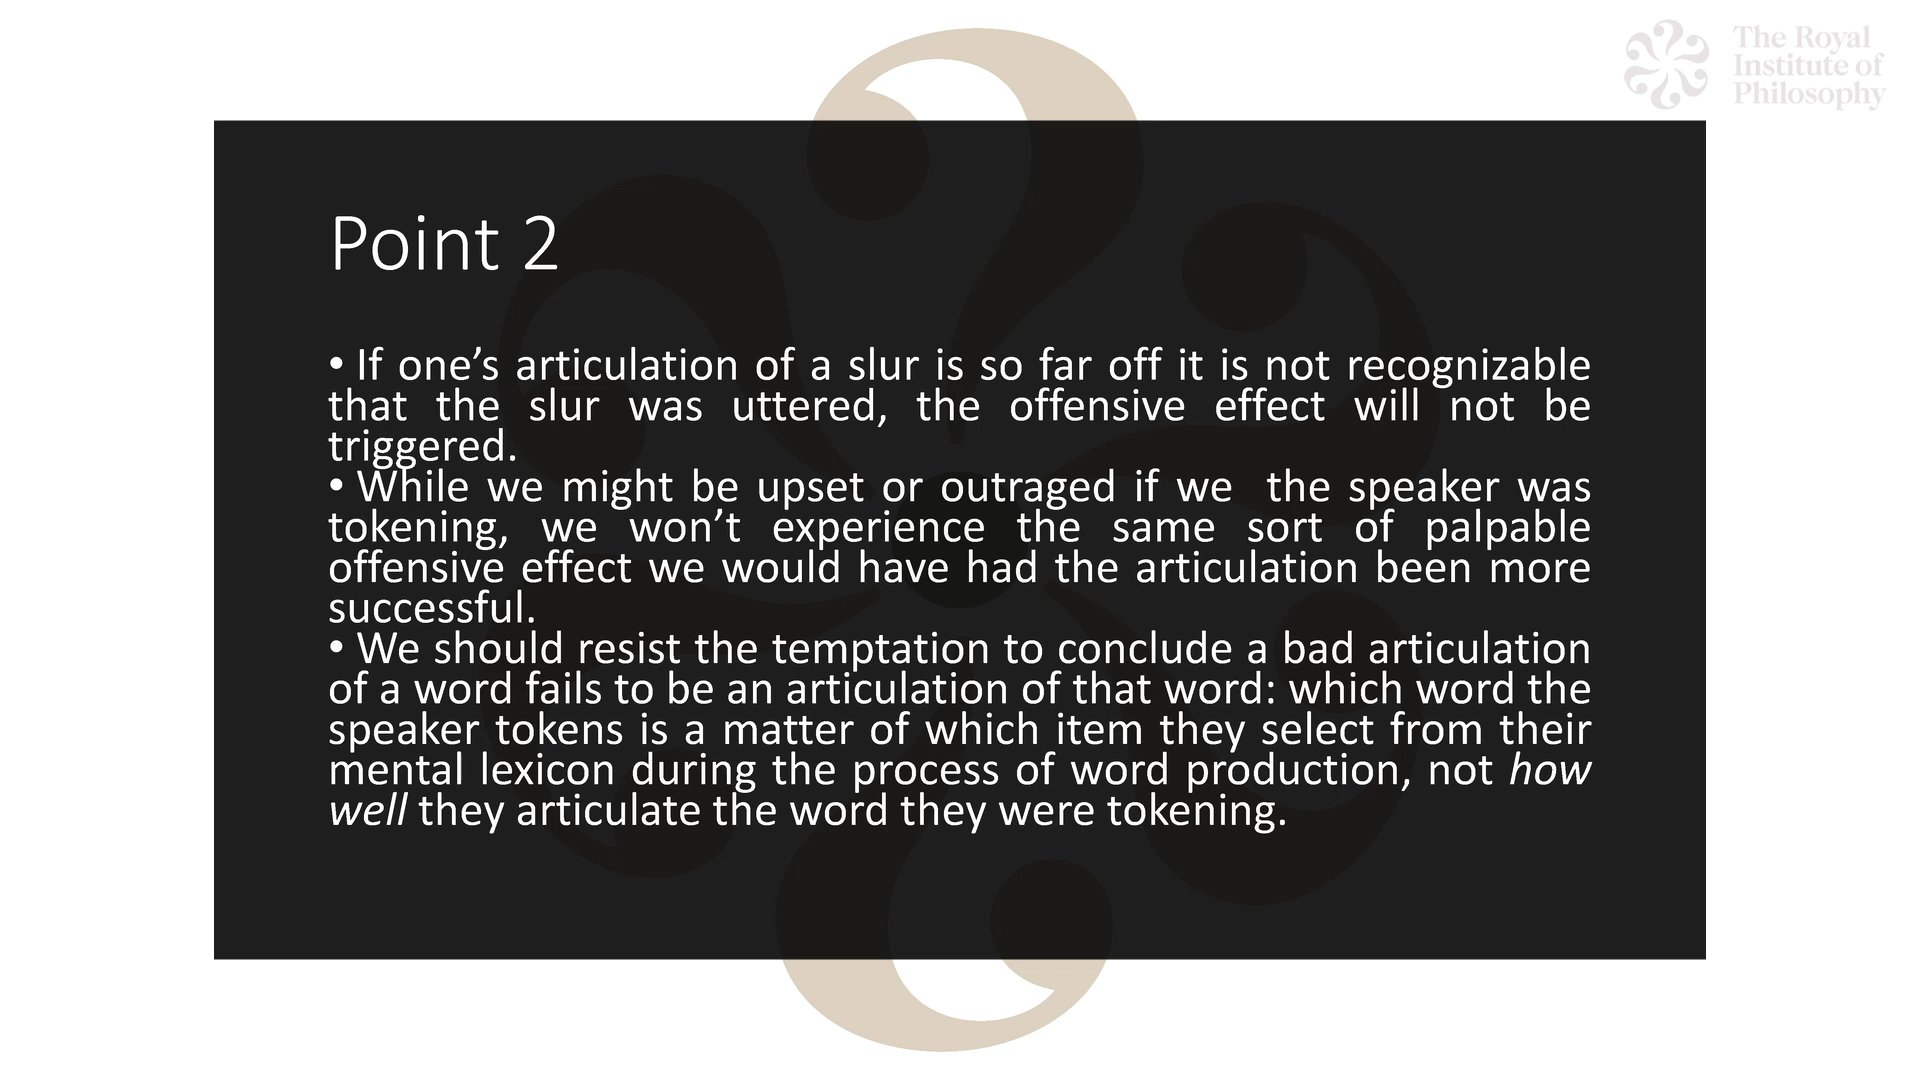 The Royal
Institute of
Philosophy
Point 2
• If one’s articulation of a slur is so far off it is not recognizable
that the slur was uttered, the offensive effect will not be
triggered.
• While we might be upset or outraged if we  the speaker was
tokening, we won’t experience the same sort of palpable
offensive effect we would have had the articulation been more
successful.
• We should resist the temptation to conclude a bad articulation
of a word fails to be an articulation of that word: which word the
speaker tokens is a matter of which item they select from their
mental lexicon during the process of word production, not how
well they articulate the word they were tokening.